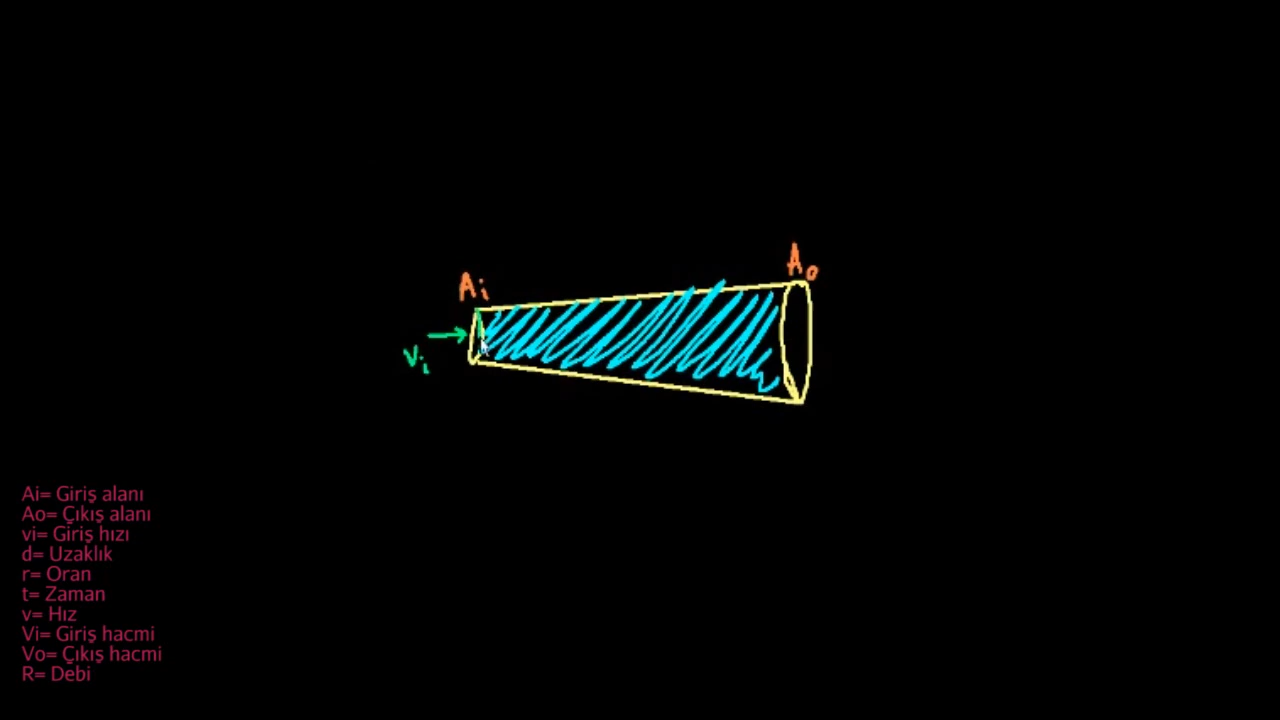 Ao
Ai
Vi
Ai= Giriş alanı
Ao= Çıkış alanı
vi= Giriş hızı
d= Uzaklık
r= Oran
t= Zaman
v= Hız
Vi= Giriş hacmi
Vo= Çıkış hacmi
R= Debi